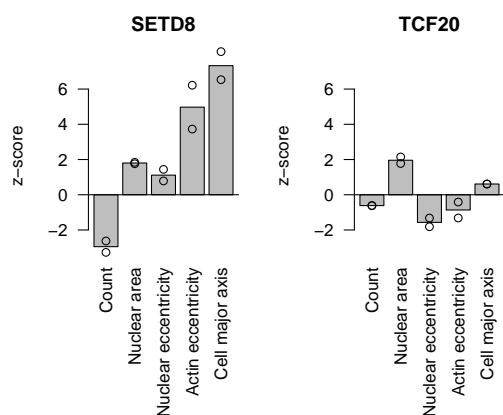 SETD8
z-score
6
4
2
0
−2
Count
Nuclear area
Nuclear eccentricity
Actin eccentricity
Cell major axis
TCF20
z-score
6
4
2
0
−2
Count
Nuclear area
Nuclear eccentricity
Actin eccentricity
Cell major axis